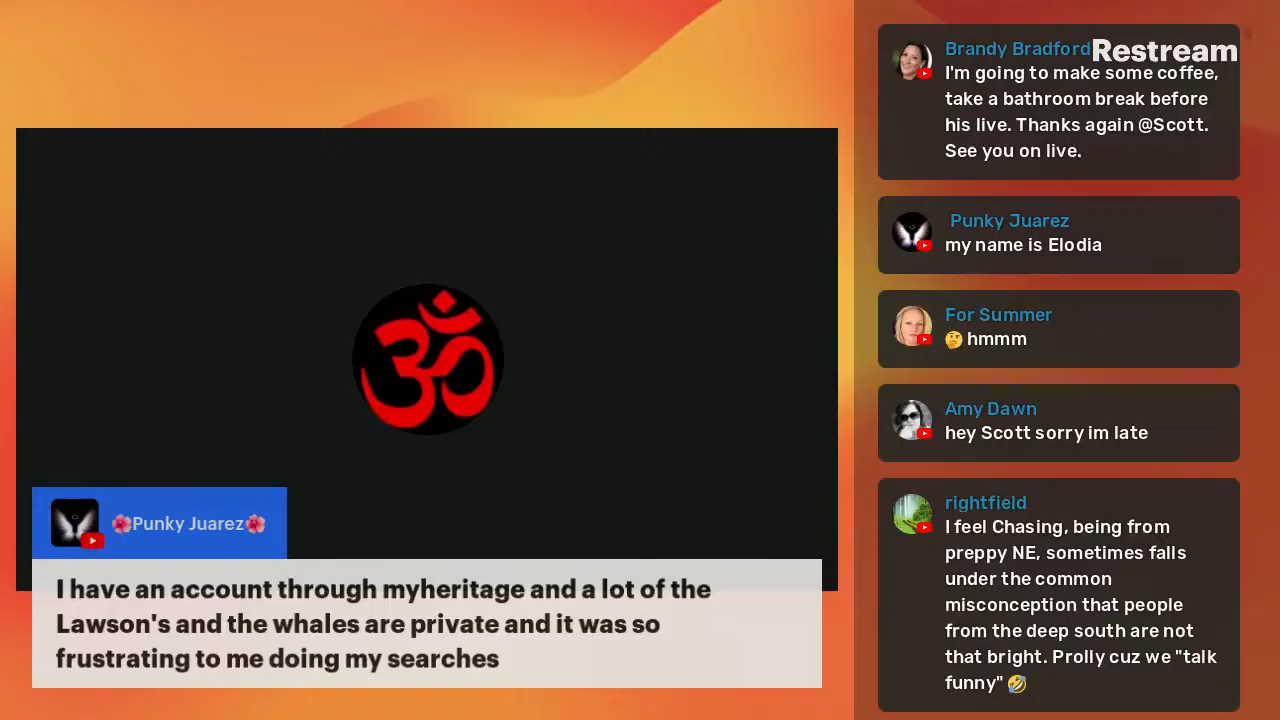 🌺Punky Juarez🌺
I have an account through myheritage and a lot of the
Lawson's and the whales are private and it was so
frustrating to me doing my searches
Restream
Brandy Bradford
I'm going to make some coffee,
take a bathroom break before
his live. Thanks again @Scott.
See you on live.
Punky Juarez
my name is Elodia
For Summer
🤔 hmmm
Amy Dawn
hey Scott sorry im late
rightfield
I feel Chasing, being from
preppy NE, sometimes falls
under the common
misconception that people
from the deep south are not
that bright. Prolly cuz we "talk
funny" 🤣
ॐ